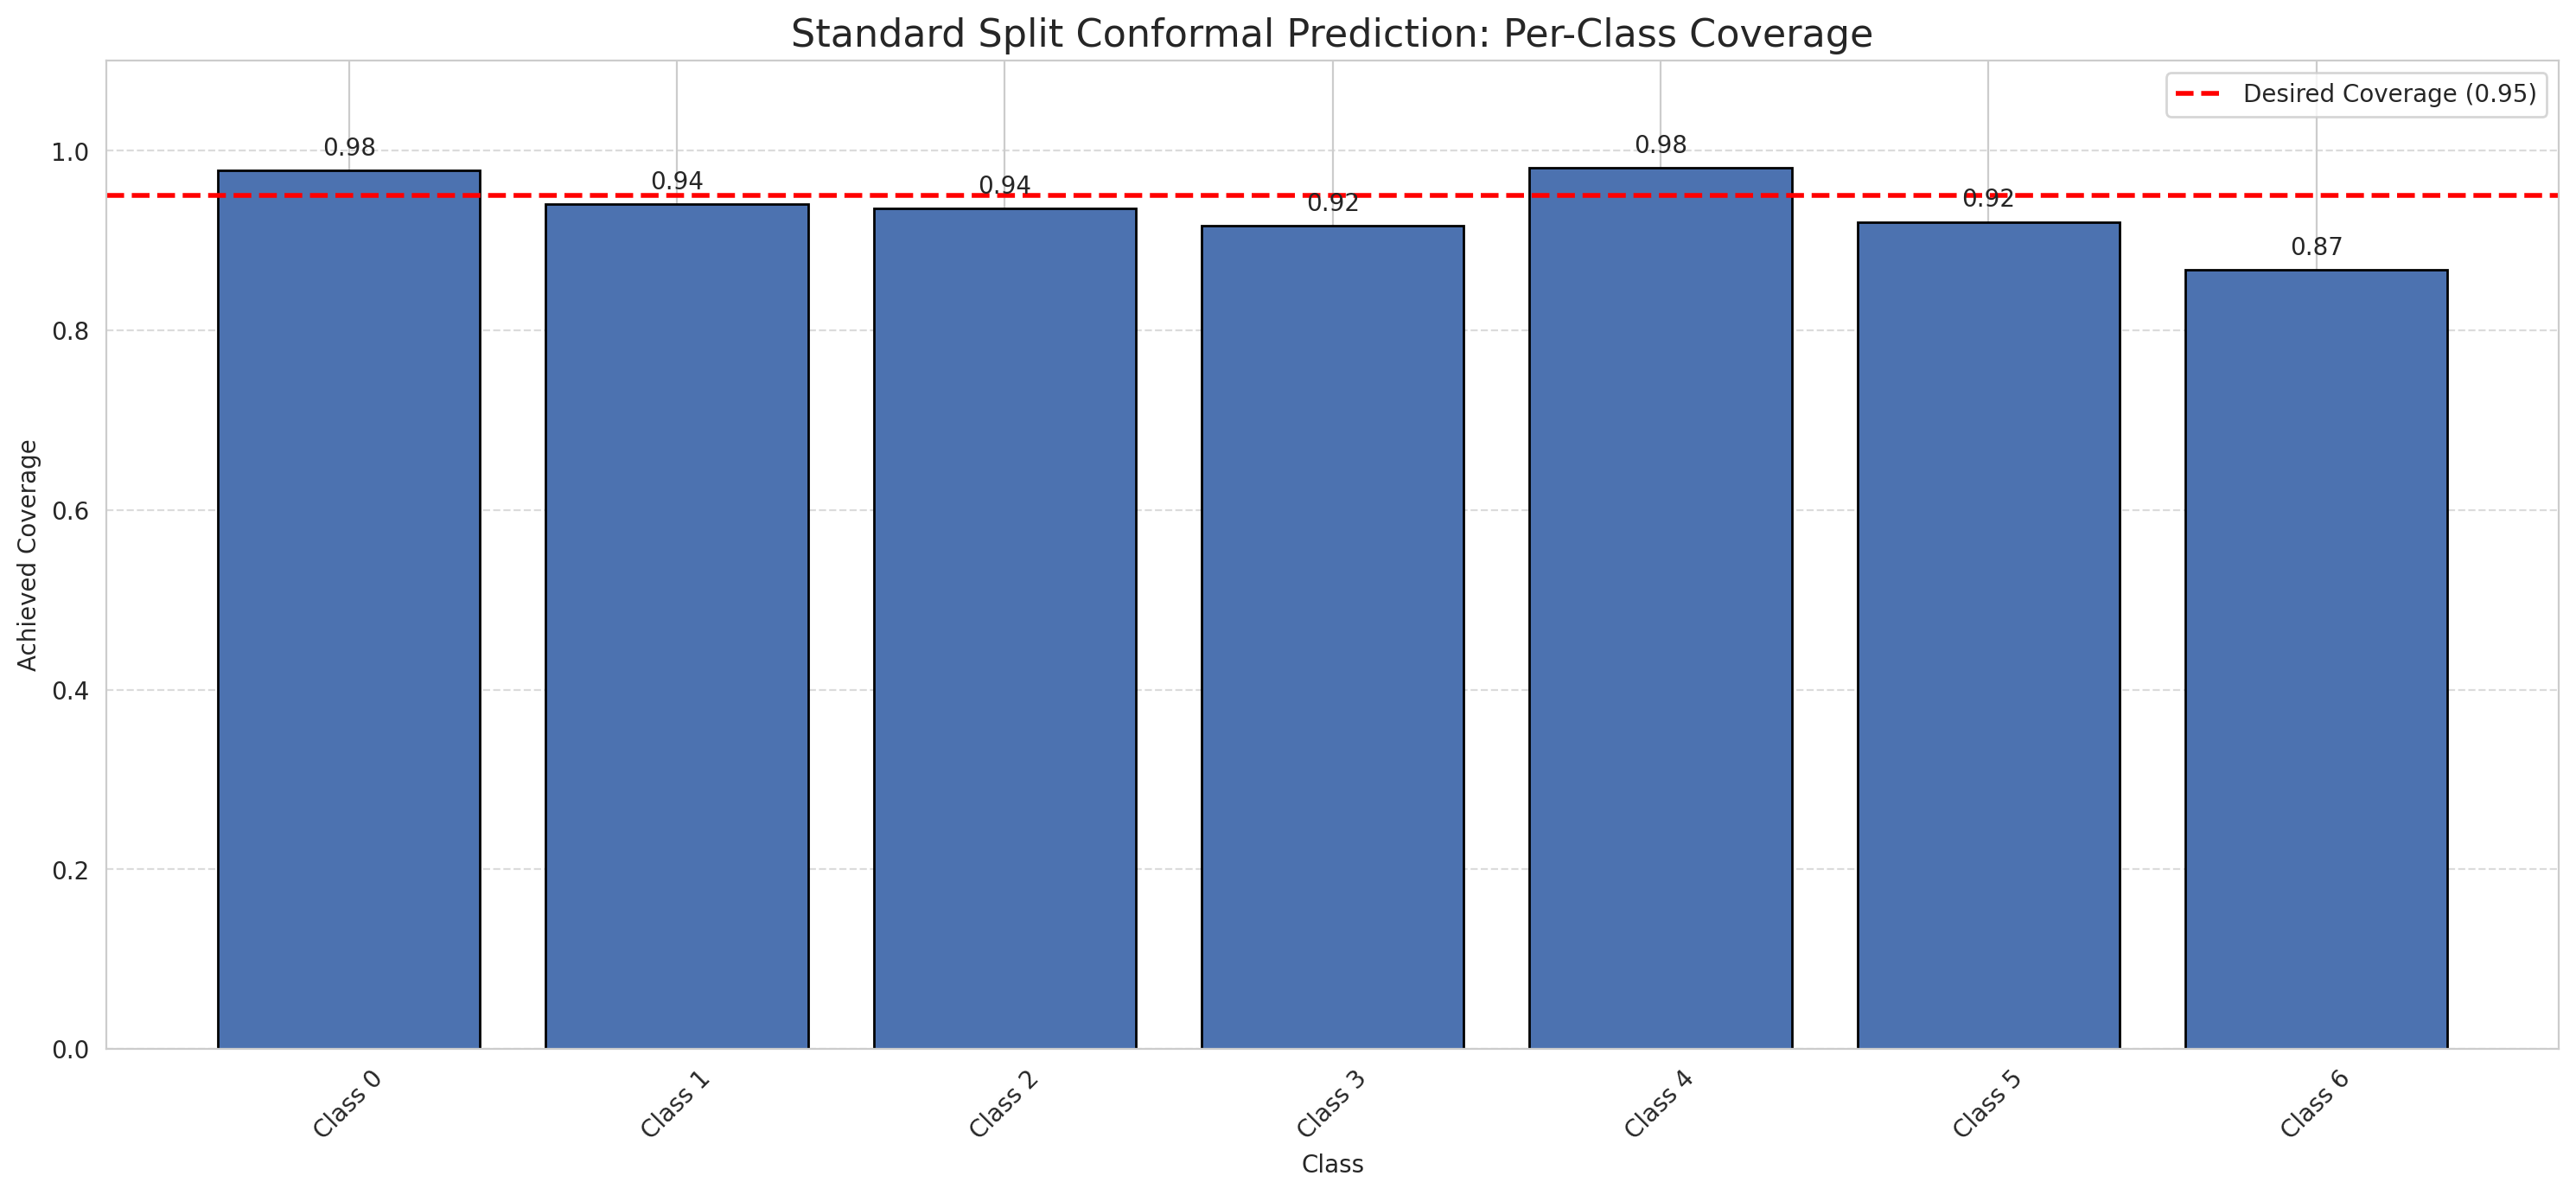 Standard Split Conformal Prediction: Per-Class Coverage
Desired Coverage (0.95)
Achieved Coverage
1.0
0.8
0.6
0.4
0.2
0.0
0.98
0.94
0.94
0.92
0.98
0.92
0.87
Class 0
Class 1
Class 2
Class 3
Class 4
Class 5
Class 6
Class